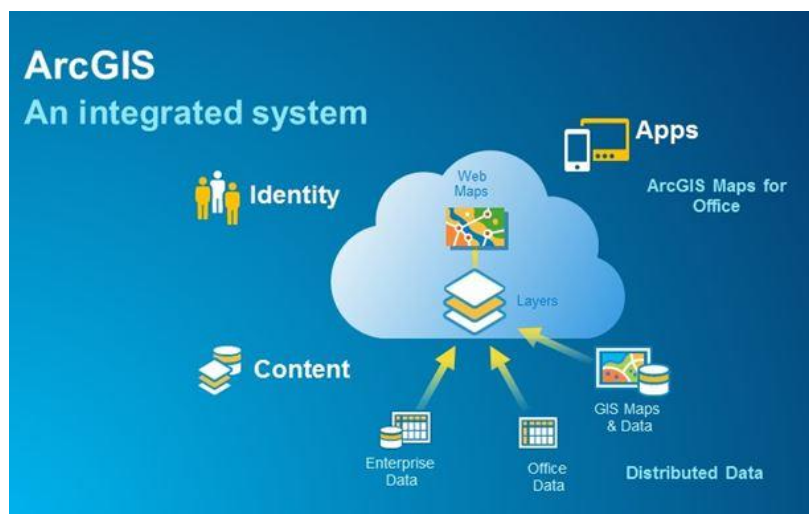 ArcGIS
An integrated system
Apps
ArcGIS Maps for
Office
Identity
Web
Maps
Layers
Content
GIS Maps
& Data
Enterprise
Data
Office
Data
Distributed Data